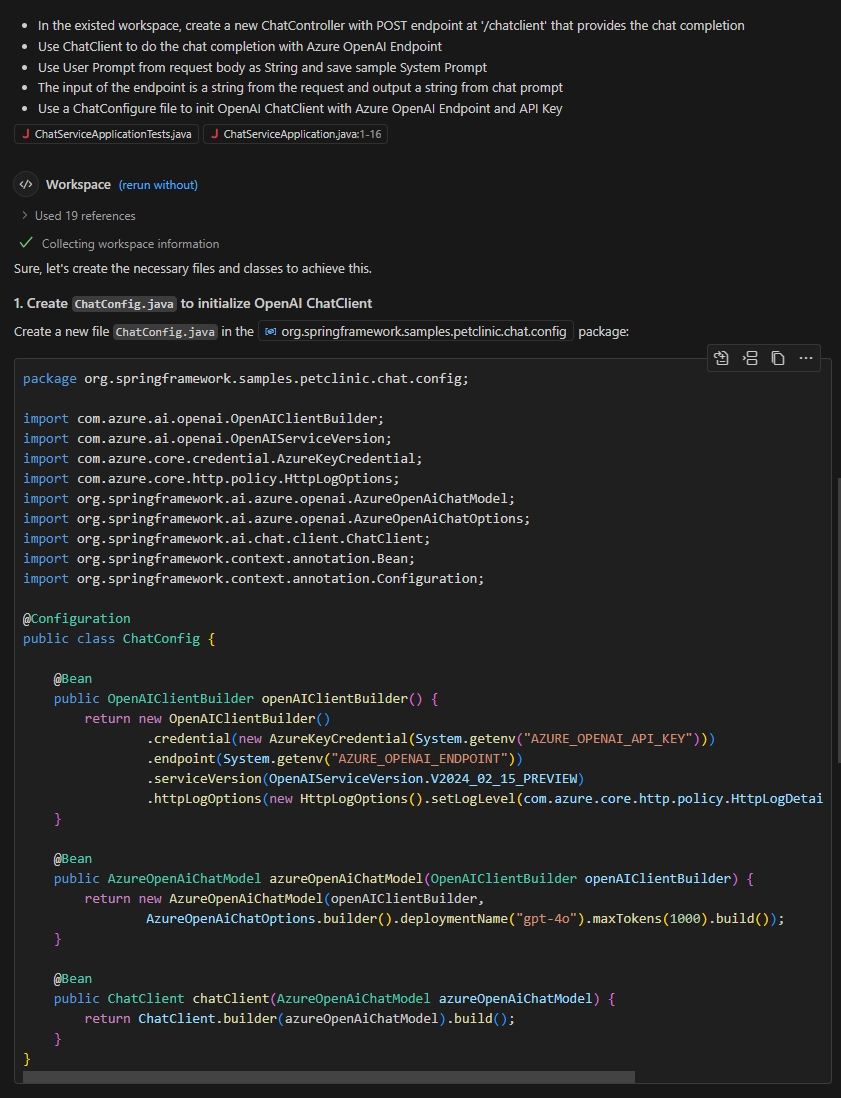 In the existed workspace, create a new ChatController with POST endpoint at '/chatclient' that provides the chat completion
Use ChatClient to do the chat completion with Azure OpenAI Endpoint
Use User Prompt from request body as String and save sample System Prompt
The input of the endpoint is a string from the request and output a string from chat prompt
Use a ChatConfigure file to init OpenAI ChatClient with Azure OpenAI Endpoint and API Key
J ChatServiceApplicationTests.java J ChatServiceApplication.java:1-16
Workspace (rerun without)
Used 19 references
Collecting workspace information
Sure, let's create the necessary files and classes to achieve this.
1. Create ChatConfig.java to initialize OpenAI ChatClient
Create a new file ChatConfig.java in the org.springframework.samples.petclinic.chat.config package:
package org.springframework.samples.petclinic.chat.config;
import com.azure.ai.openai.OpenAIClientBuilder;
import com.azure.ai.openai.OpenAIServiceVersion;
import com.azure.core.credential.AzureKeyCredential;
import com.azure.core.http.policy.HttpLogOptions;
import org.springframework.ai.azure.openai.AzureOpenAiChatModel;
import org.springframework.ai.azure.openai.AzureOpenAiChatOptions;
import org.springframework.ai.chat.client.ChatClient;
import org.springframework.context.annotation.Bean;
import org.springframework.context.annotation.Configuration;
@Configuration
public class ChatConfig {
@Bean
public OpenAIClientBuilder openAIClientBuilder() {
return new OpenAIClientBuilder()
.credential(new AzureKeyCredential(System.getenv("AZURE_OPENAI_API_KEY")))
.endpoint(System.getenv("AZURE_OPENAI_ENDPOINT"))
.serviceVersion(OpenAIServiceVersion.V2024_02_15_PREVIEW)
.httpLogOptions(new HttpLogOptions().setLogLevel(com.azure.core.http.policy.HttpLogDetai
}
@Bean
public AzureOpenAiChatModel azureOpenAiChatModel(OpenAIClientBuilder openAIClientBuilder) {
return new AzureOpenAiChatModel(openAIClientBuilder,
AzureOpenAiChatOptions.builder().deploymentName("gpt-4o").maxTokens(1000).build());
}
@Bean
public ChatClient chatClient(AzureOpenAiChatModel azureOpenAiChatModel) {
return ChatClient.builder(azureOpenAiChatModel).build();
}
}